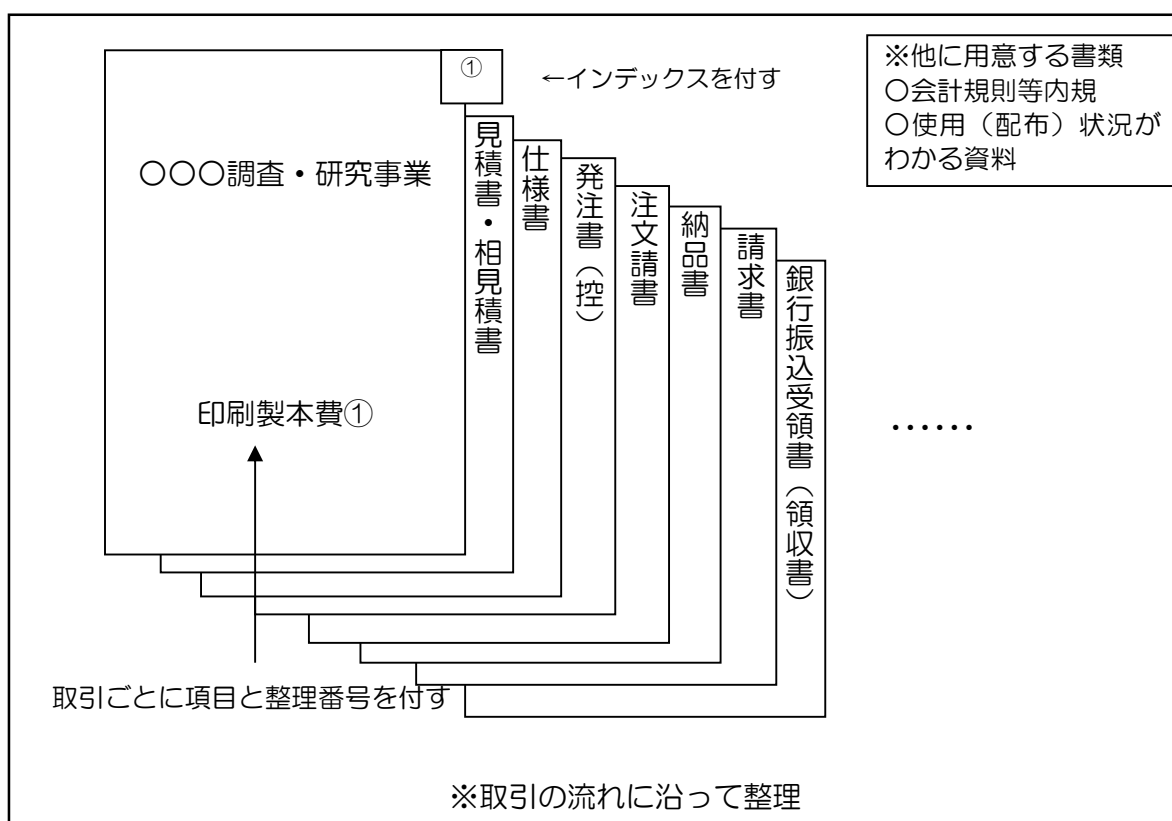 ①
←インデックスを付す
※他に用意する書類
○会計規則等内規
○使用（配布）状況が
わかる資料
〇〇〇調査・研究事業
見積書・相見積書
仕様書
発注書（控）
注文請書
納品書
請求書
銀行振込受領書（領収書）
印刷製本費①
‥‥‥
取引ごとに項目と整理番号を付す
※取引の流れに沿って整理